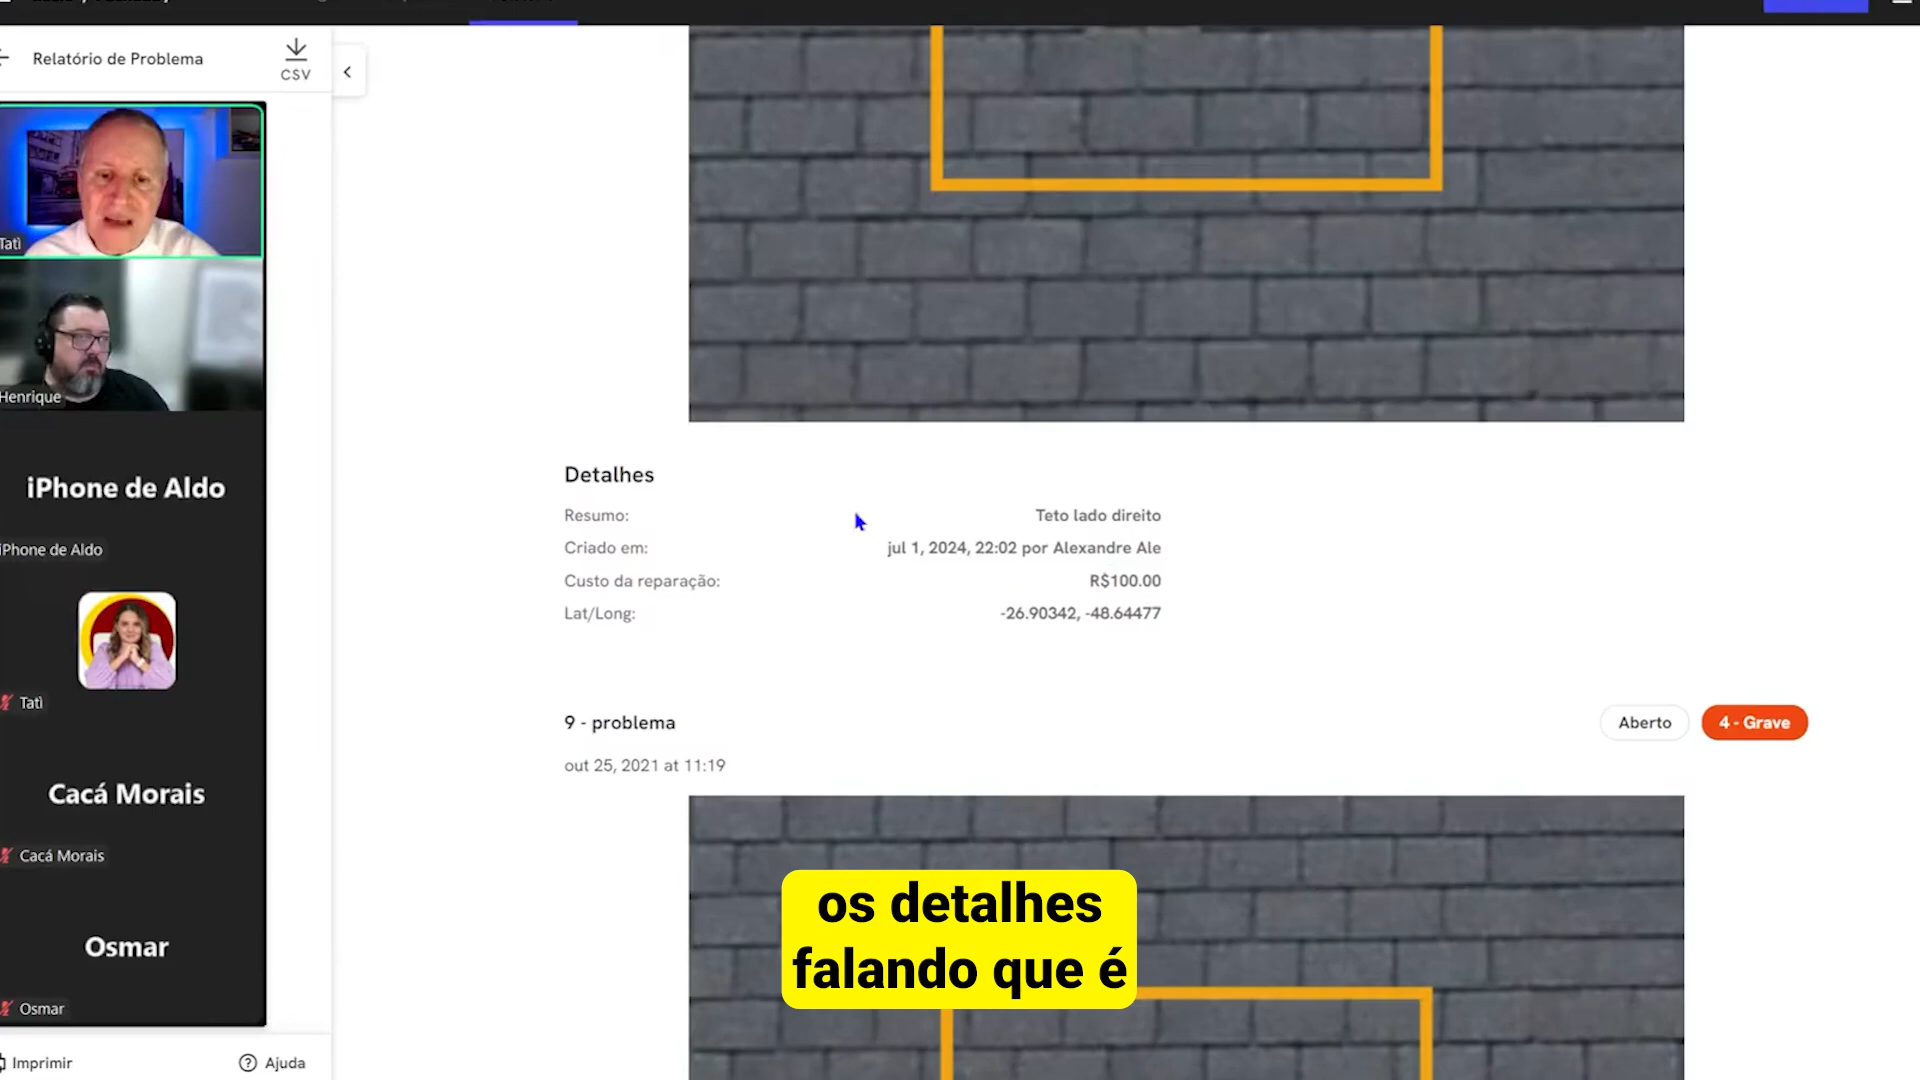 Relatório de Problema
CSV
Tatì
Henrique
iPhone de Aldo
iPhone de Aldo
Tatì
Cacá Morais
Cacá Morais
Osmar
Osmar
Imprimir
Ajuda
Detalhes
Resumo: Teto lado direito
Criado em: jul 1, 2024, 22:02 por Alexandre Ale
Custo da reparação: R$100.00
Lat/Long: -26.90342, -48.64477
9 - problema
Aberto
4 - Grave
out 25, 2021 at 11:19
os detalhes
falando que é